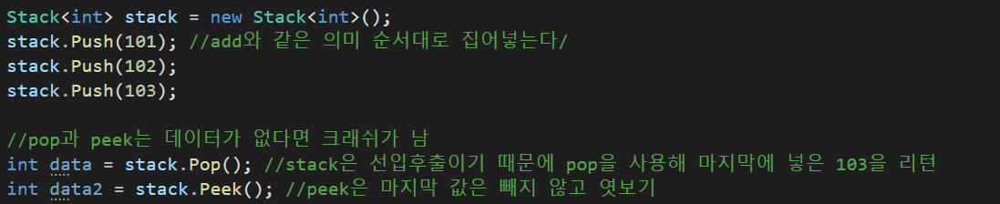 Stack<int> stack = new Stack<int>();
stack.Push(101); //add와 같은 의미 순서대로 집어넣는다/
stack.Push(102);
stack.Push(103);
//pop과 peek는 데이터가 없다면 크래쉬가 남
int data = stack.Pop(); //stack은 선입후출이기 때문에 pop을 사용해 마지막에 넣은 103을 리턴
int data2 = stack.Peek(); //peek은 마지막 값은 빼지 않고 엿보기